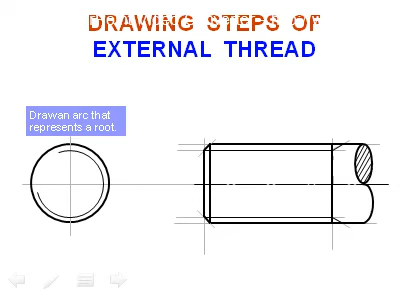 DRAWING STEPS OF
EXTERNAL THREAD
Drawan arc that
represents a root.